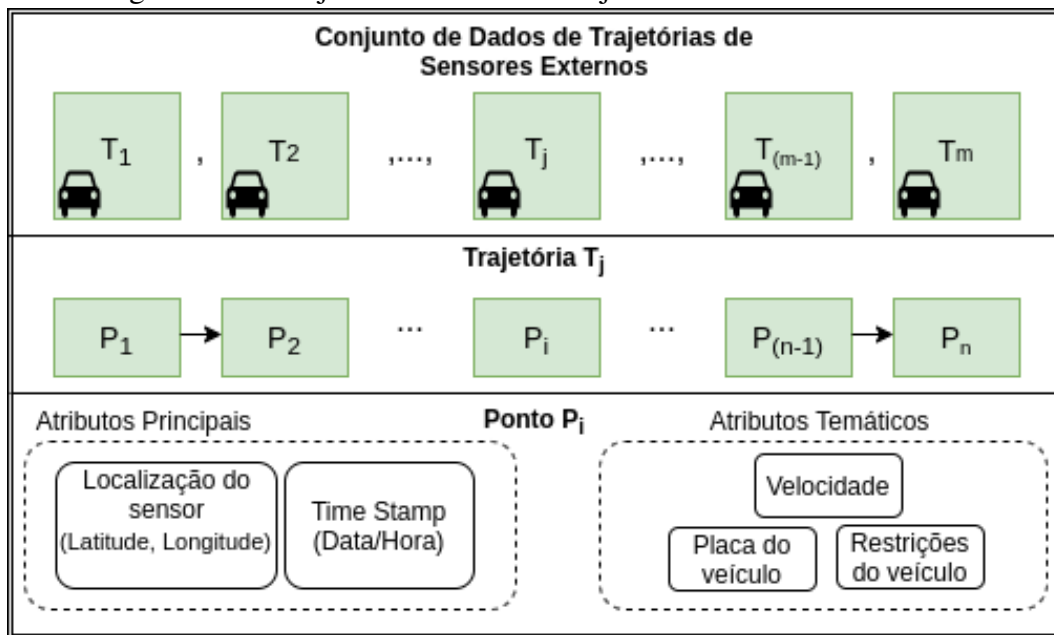 Conjunto de Dados de Trajetórias de
Sensores Externos
T1 , T2 ,..., Tj ,..., T(m-1) , Tm
Trajetória Tj
P1 P2 ... Pi ... P(n-1) Pn
Atributos Principais Ponto Pi Atributos Temáticos
Localização do
sensor
(Latitude, Longitude)
Time Stamp
(Data/Hora)
Velocidade
Placa do
veículo
Restrições
do veículo